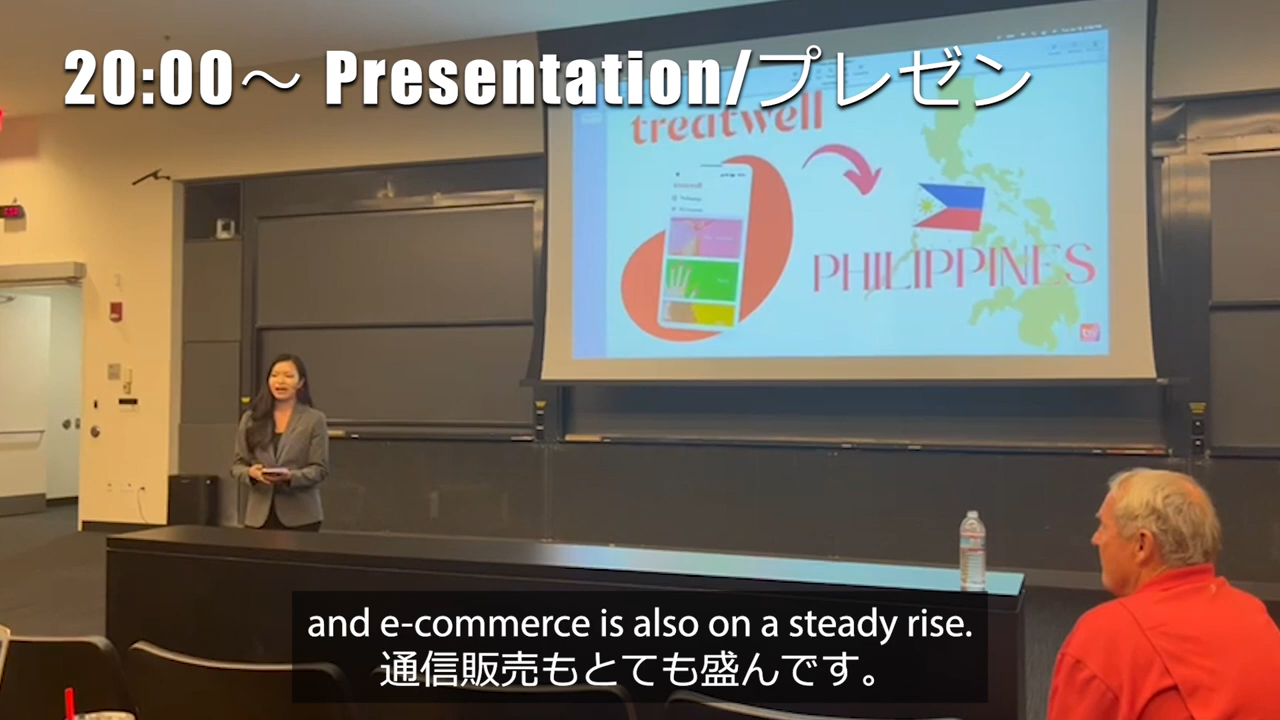 20:00～ Presentation/プレゼン
treatwell
PHILIPPINES
and e-commerce is also on a steady rise.
通信販売もとても盛んです。